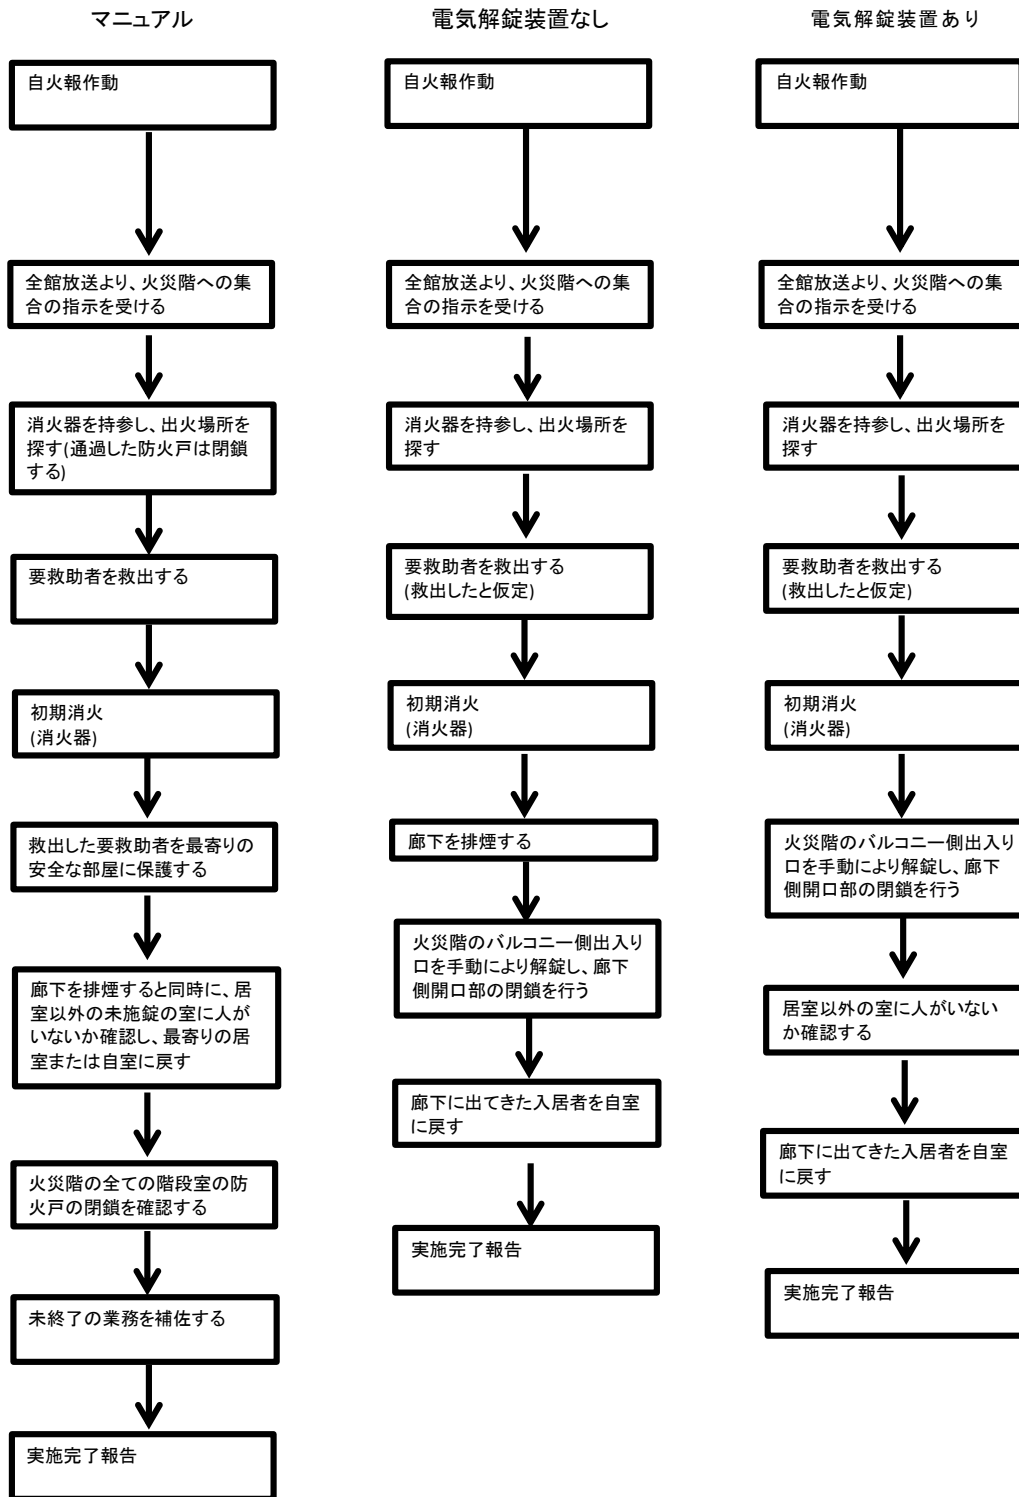 マニュアル
自火報作動
全館放送より、火災階への集
合の指示を受ける
消火器を持参し、出火場所を
探す(通過した防火戸は閉鎖
する)
要救助者を救出する
初期消火
(消火器)
救出した要救助者を最寄りの
安全な部屋に保護する
廊下を排煙すると同時に、居
室以外の未施錠の室に人が
いないか確認し、最寄りの居
室または自室に戻す
火災階の全ての階段室の防
火戸の閉鎖を確認する
未終了の業務を補佐する
実施完了報告
電気解錠装置なし
自火報作動
全館放送より、火災階への集
合の指示を受ける
消火器を持参し、出火場所を
探す
要救助者を救出する
(救出したと仮定)
初期消火
(消火器)
廊下を排煙する
火災階のバルコニー側出入り
口を手動により解錠し、廊下
側開口部の閉鎖を行う
廊下に出てきた入居者を自室
に戻す
実施完了報告
電気解錠装置あり
自火報作動
全館放送より、火災階への集
合の指示を受ける
消火器を持参し、出火場所を
探す
要救助者を救出する
(救出したと仮定)
初期消火
(消火器)
火災階のバルコニー側出入り
口を手動により解錠し、廊下
側開口部の閉鎖を行う
居室以外の室に人がいない
か確認する
廊下に出てきた入居者を自室
に戻す
実施完了報告